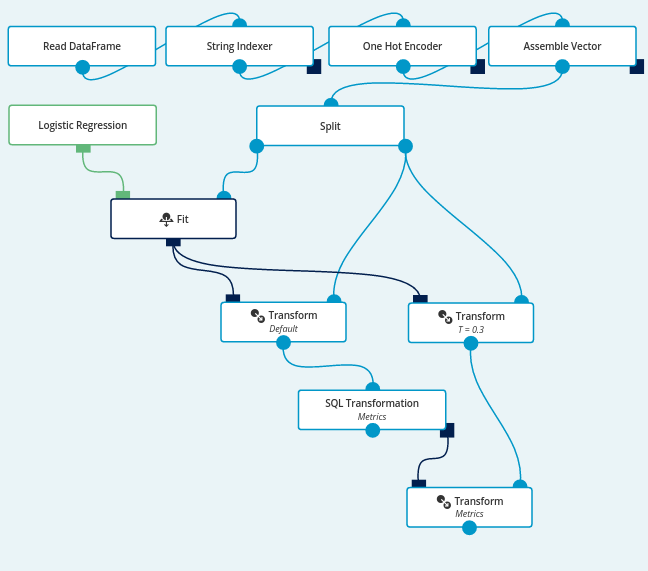 Read DataFrame
String Indexer
One Hot Encoder
Assemble Vector
Logistic Regression
Split
Fit
Transform
Default
Transform
T = 0.3
SQL Transformation
Metrics
Transform
Metrics